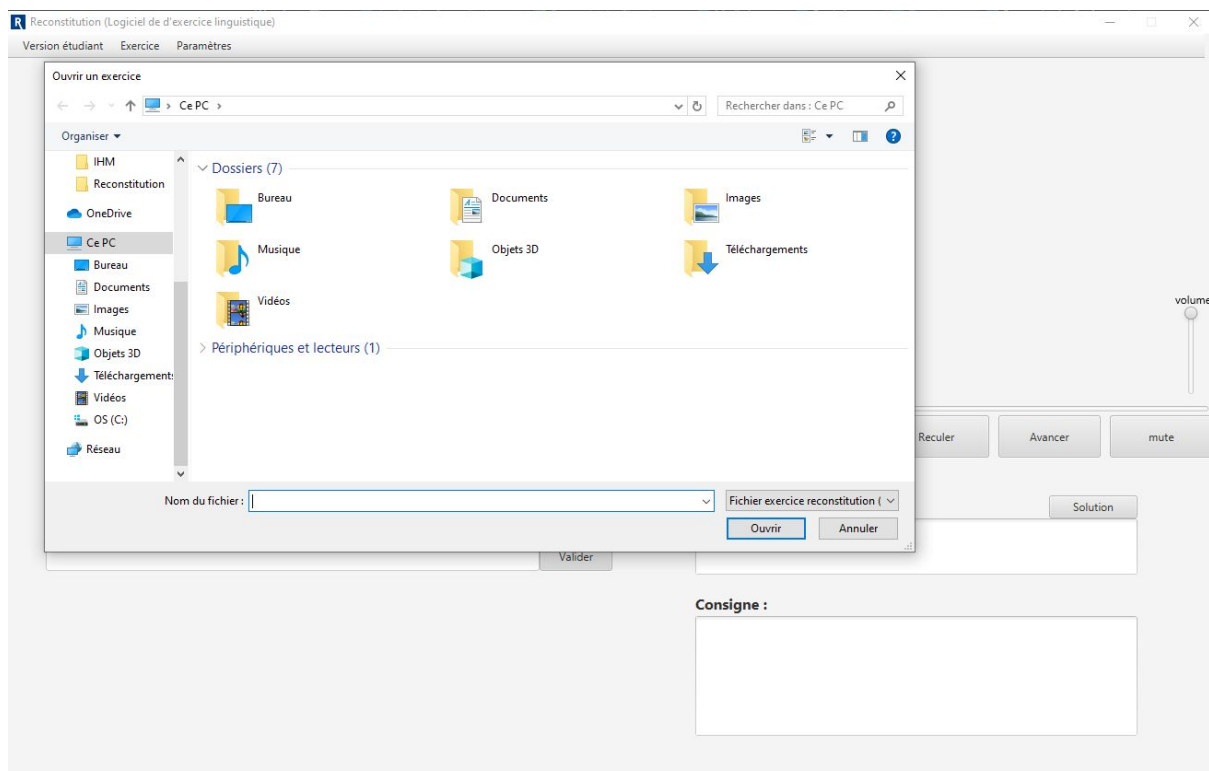 Reconstitution (Logiciel de d'exercice linguistique)
Version étudiant Exercice Paramètres
Ouvrir un exercice
Ce PC
Rechercher dans : Ce PC
Organiser
IHM
Reconstitution
OneDrive
Ce PC
Bureau
Documents
Images
Musique
Objets 3D
Téléchargements
Vidéos
OS (C:)
Réseau
Dossiers (7)
Bureau Documents Images
Musique Objets 3D Téléchargements
Vidéos
Périphériques et lecteurs (1)
volume
Reculer Avancer mute
Nom du fichier : Fichier exercice reconstitution (
Ouvrir Annuler
Solution
Valider
Consigne :